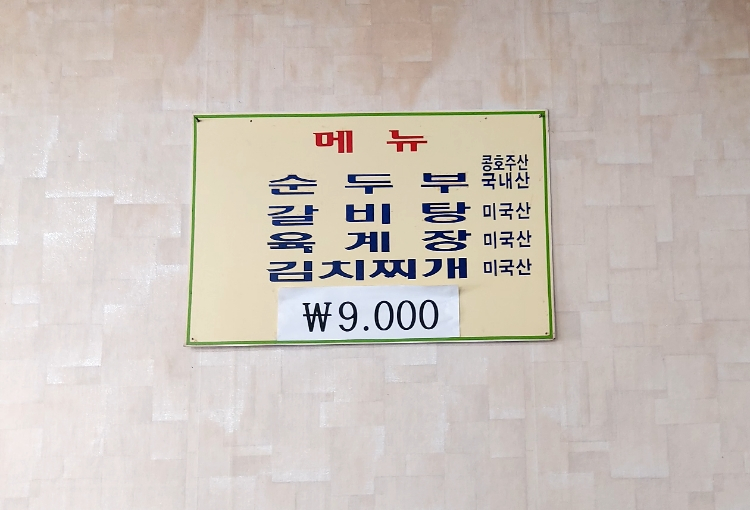 메 뉴
콩호주산
순 두 부 국내산
갈 비 탕 미국산
육 계 장 미국산
김치찌개 미국산
₩9.000